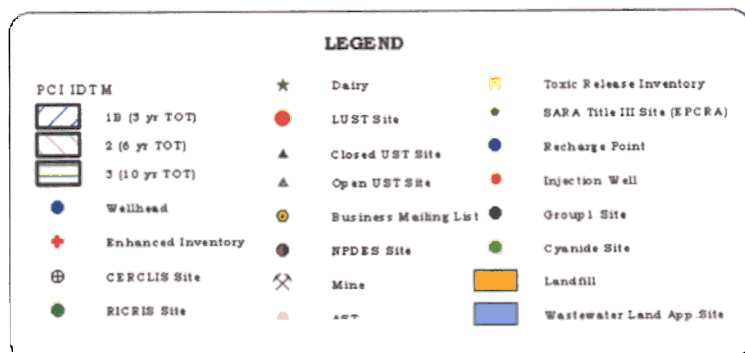 LEGEND
PCI IDTM
1B (3 yr TOT)
2 (6 yr TOT)
3 (10 yr TOT)
Wellhead
Enhanced Inventory
CERCLIS Site
RICRIS Site
Dairy
LUST Site
Closed UST Site
Open UST Site
Business Mailing List
NPDES Site
Mine
AST
Toxic Release Inventory
SARA Title III Site (EPCRA)
Recharge Point
Injection Well
Group1 Site
Cyanide Site
Landfill
Wastewater Land App.Site